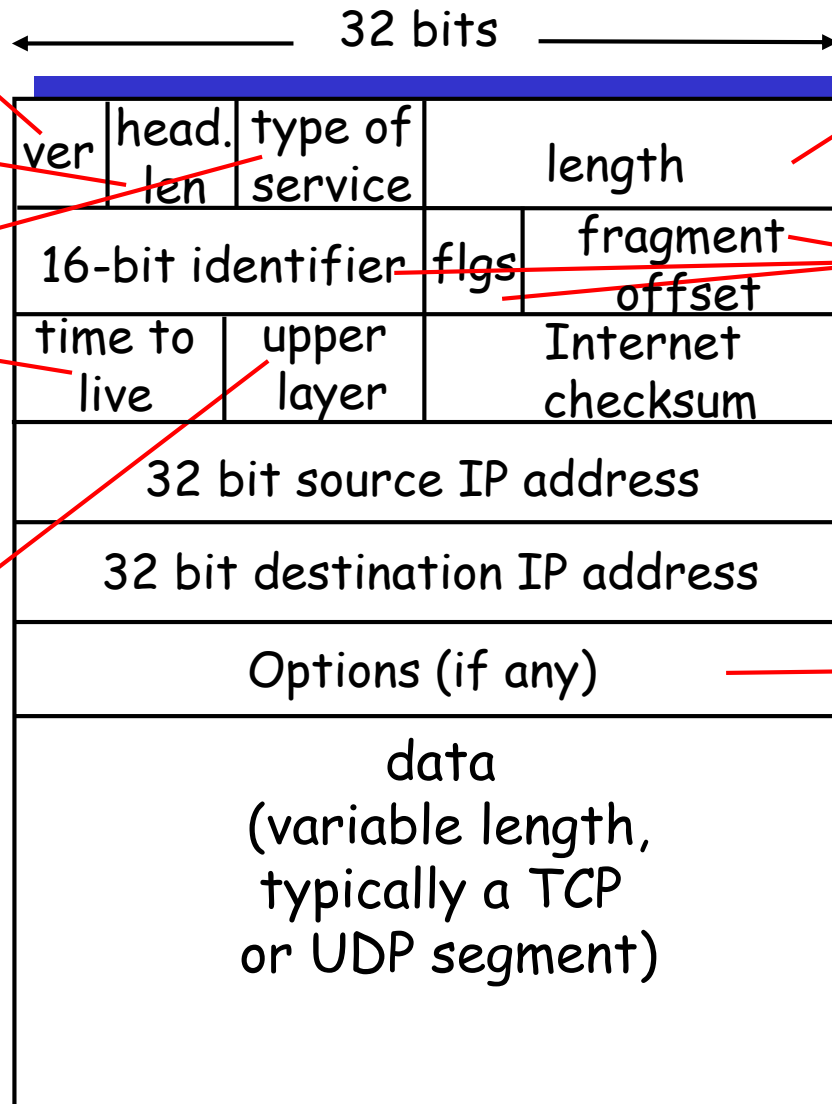 32 bits
ver
head.
len
type of
service
length
16-bit identifier
flgs
fragment
offset
time to
live
upper
layer
Internet
checksum
32 bit source IP address
32 bit destination IP address
Options (if any)
data
(variable length,
typically a TCP
or UDP segment)